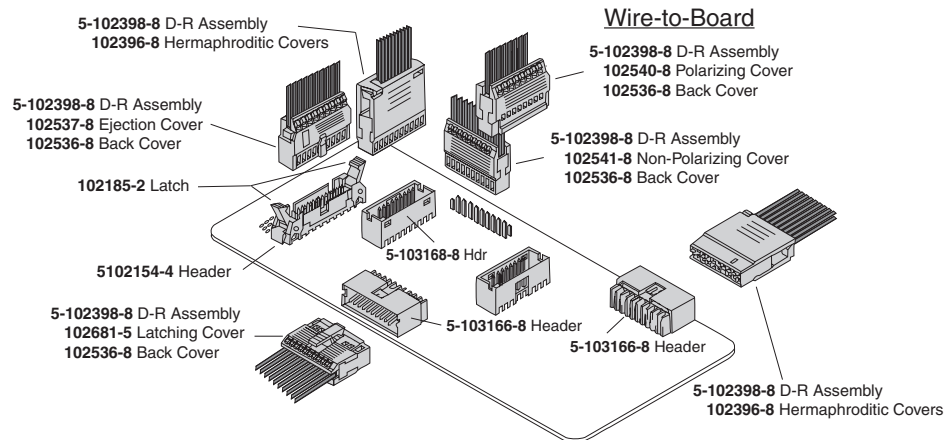 Wire-to-Board
5-102398-8 D-R Assembly
102396-8 Hermaphroditic Covers
5-102398-8 D-R Assembly
102540-8 Polarizing Cover
102536-8 Back Cover
5-102398-8 D-R Assembly
102537-8 Ejection Cover
102536-8 Back Cover
5-102398-8 D-R Assembly
102541-8 Non-Polarizing Cover
102536-8 Back Cover
102185-2 Latch
5-103168-8 Hdr
5102154-4 Header
5-102398-8 D-R Assembly
102681-5 Latching Cover
102536-8 Back Cover
5-103166-8 Header
5-103166-8 Header
5-102398-8 D-R Assembly
102396-8 Hermaphroditic Covers